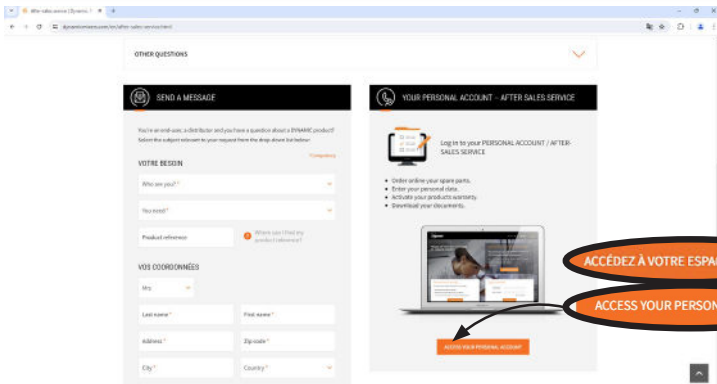 After-sales service | Dynamic
dynamicmixers.com/en/after-sales-service.html
OTHER QUESTIONS
SEND A MESSAGE
You're an end-user, a distributor and you have a question about a DYNAMIC product?
Select the subject relevant to your request from the drop-down list below:
*Compulsory
VOTRE BESOIN
Who are you? *
You need *
Product reference
Where can I find my
product reference?
VOS COORDONNÉES
Mrs
Last name *
First name *
Address *
Zip code *
City *
Country *
YOUR PERSONAL ACCOUNT – AFTER SALES SERVICE
Log in to your PERSONAL ACCOUNT / AFTER-
SALES SERVICE
Order online your spare parts.
Enter your personal data.
Activate your products warranty.
Download your documents.
ACCESS YOUR PERSONAL ACCOUNT
ACCÉDEZ À VOTRE ESPA
ACCESS YOUR PERSON